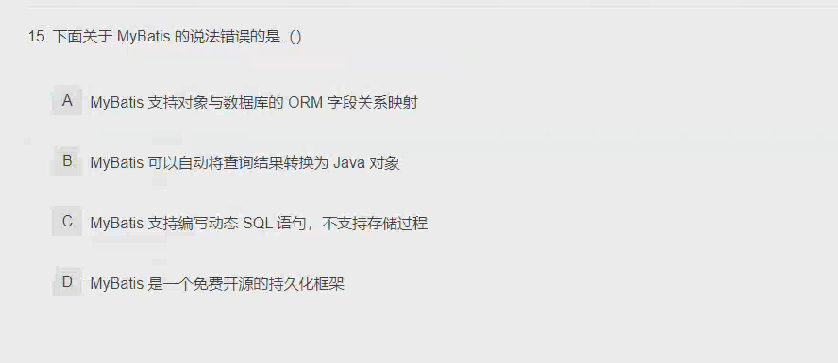 15 下面关于 MyBatis 的说法错误的是（）
A MyBatis 支持对象与数据库的 ORM 字段关系映射
B MyBatis 可以自动将查询结果转换为 Java 对象
C MyBatis 支持编写动态 SQL 语句，不支持存储过程
D MyBatis 是一个免费开源的持久化框架